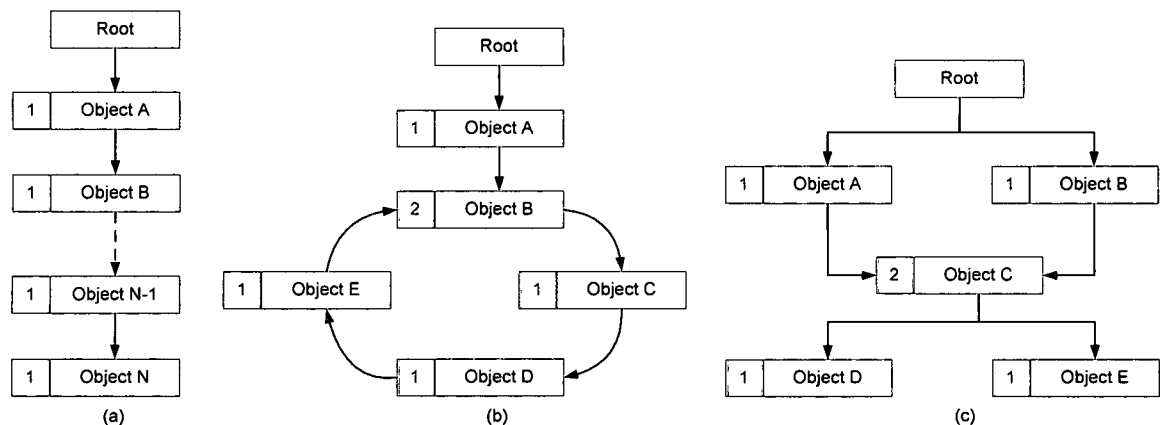 Root
1 Object A
1 Object B
1 Object N-1
1 Object N
(a)
Root
1 Object A
2 Object B
1 Object E
1 Object C
1 Object D
(b)
Root
1 Object A
1 Object B
2 Object C
1 Object D
1 Object E
(c)